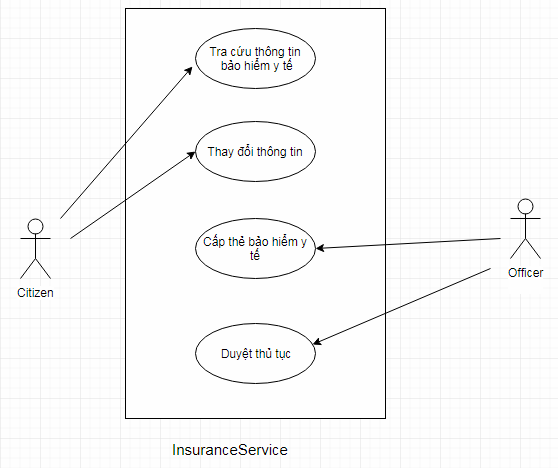 Tra cứu thông tin
bảo hiểm y tế
Thay đổi thông tin
Cấp thẻ bảo hiểm y
tế
Duyệt thủ tục
Citizen
Officer
InsuranceService